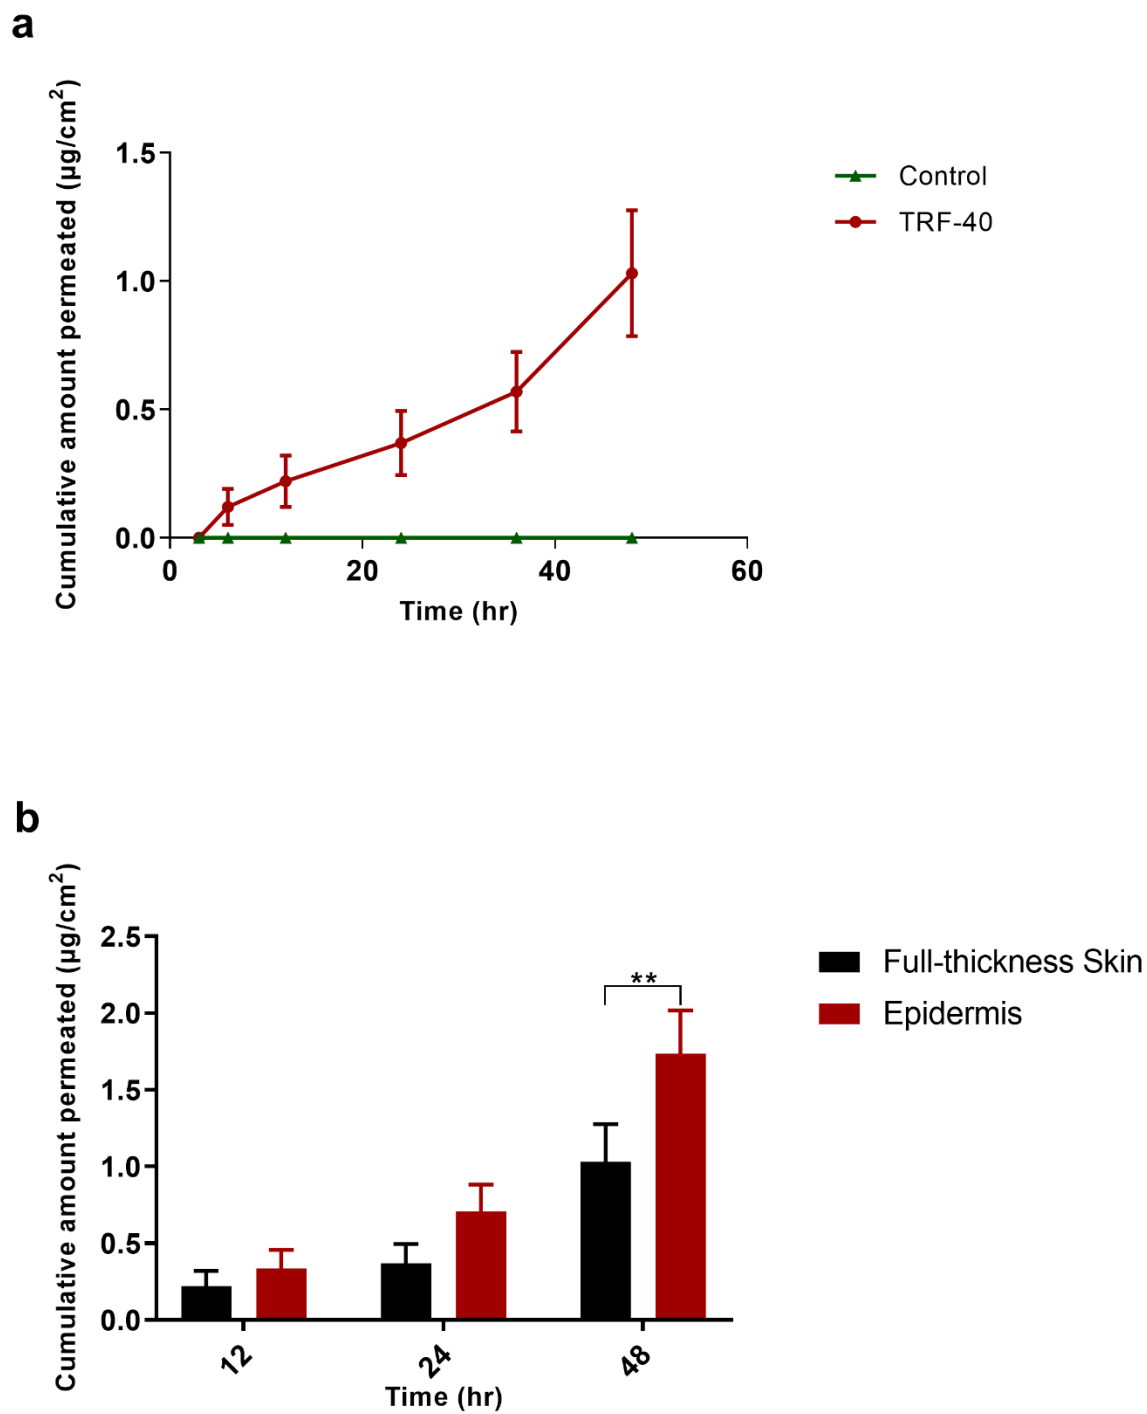 a
Cumulative amount permeated (µg/cm²)
1.5
1.0
0.5
0.0
0 20 40 60
Time (hr)
Control
TRF-40
b
Cumulative amount permeated (µg/cm²)
2.5
2.0
1.5
1.0
0.5
0.0
**
12 24 48
Time (hr)
Full-thickness Skin
Epidermis